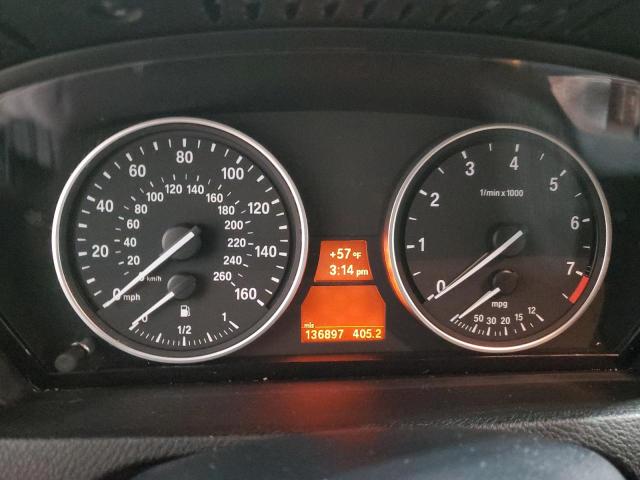 0 20 40 60 80 100 120 140 160
mph
0 20 40 60 80 100 120 140 160 180 200 220 240 260
km/h
0 1/2 1
+57 °F
3:14 pm
mls
136897 405.2
0 1 2 3 4 5 6 7
1/min x 1000
mpg
50 30 20 15 12